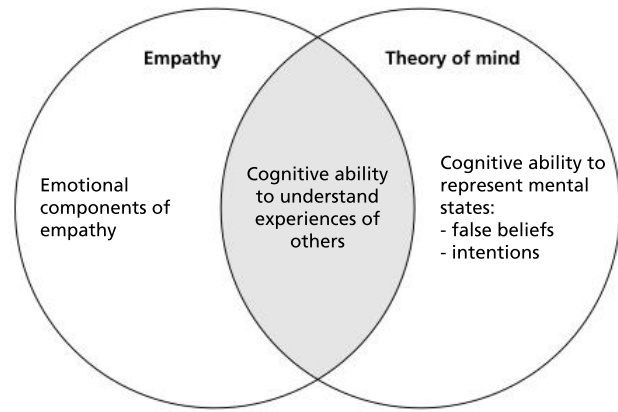 Empathy
Theory of mind
Emotional
components of
empathy
Cognitive ability
to understand
experiences of
others
Cognitive ability to
represent mental
states:
- false beliefs
- intentions